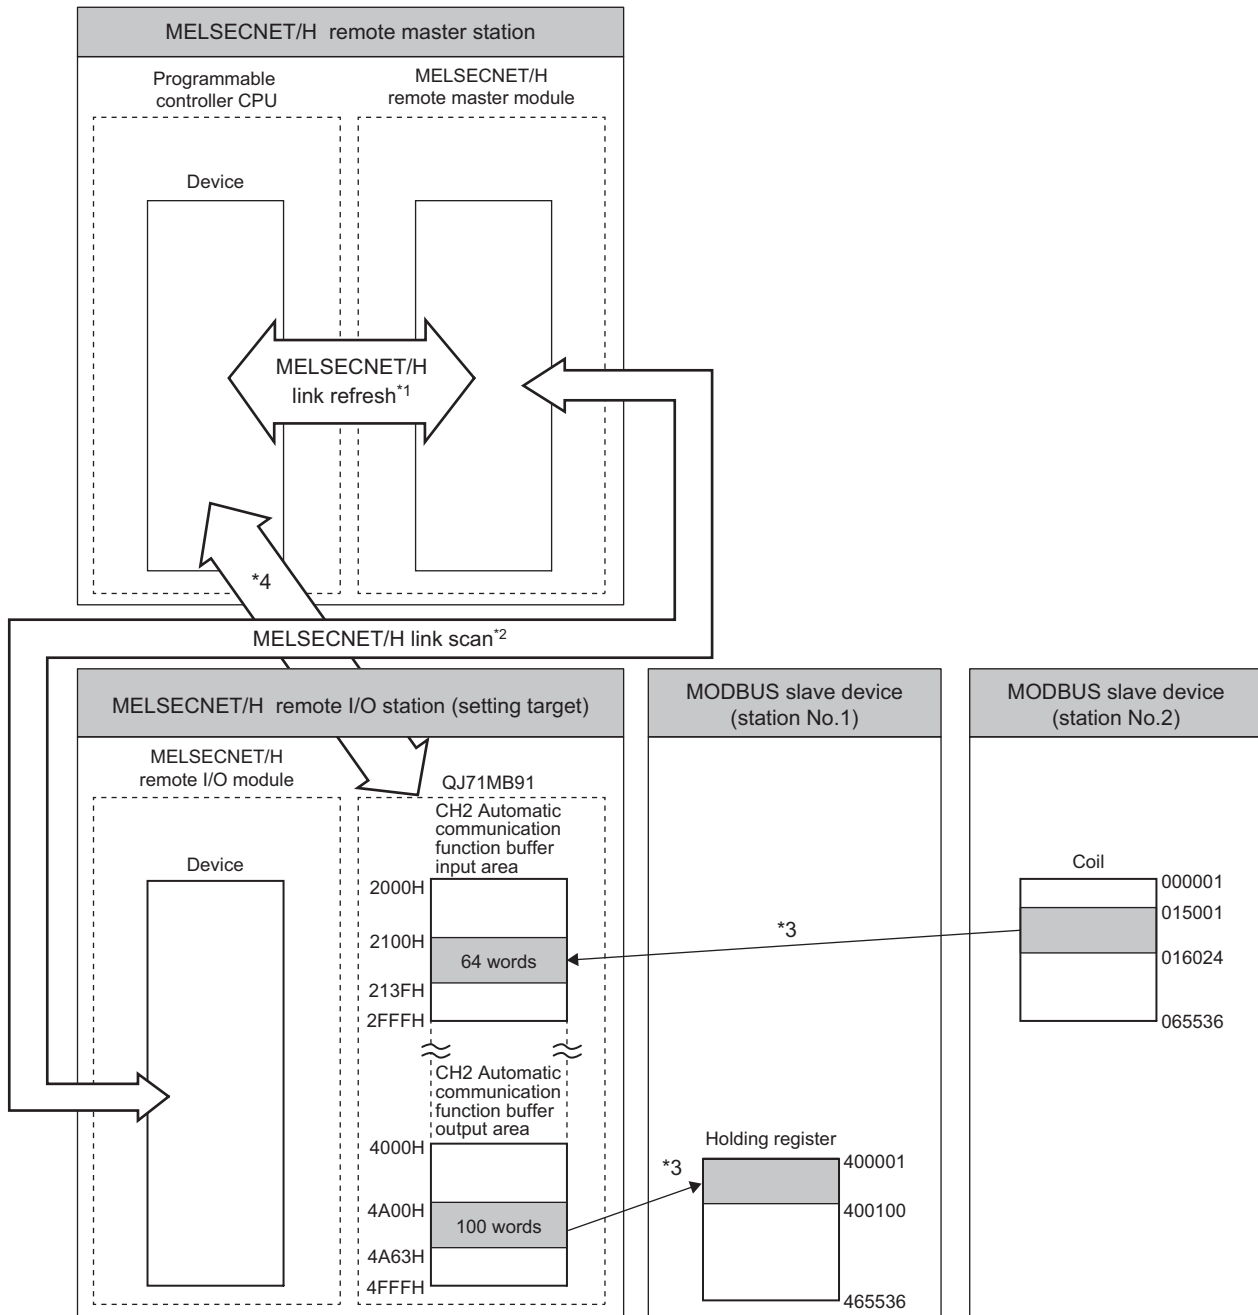 MELSECNET/H remote master station
Programmable
controller CPU
MELSECNET/H
remote master module
Device
MELSECNET/H
link refresh*1
*4
MELSECNET/H link scan*2
MELSECNET/H remote I/O station (setting target)
MODBUS slave device
(station No.1)
MODBUS slave device
(station No.2)
MELSECNET/H
remote I/O module
Device
QJ71MB91
CH2 Automatic
communication
function buffer
input area
2000H
2100H
64 words
213FH
2FFFH
*3
Coil
000001
015001
016024
065536
CH2 Automatic
communication
function buffer
output area
4000H
4A00H
100 words
4A63H
4FFFH
*3
Holding register
400001
400100
465536